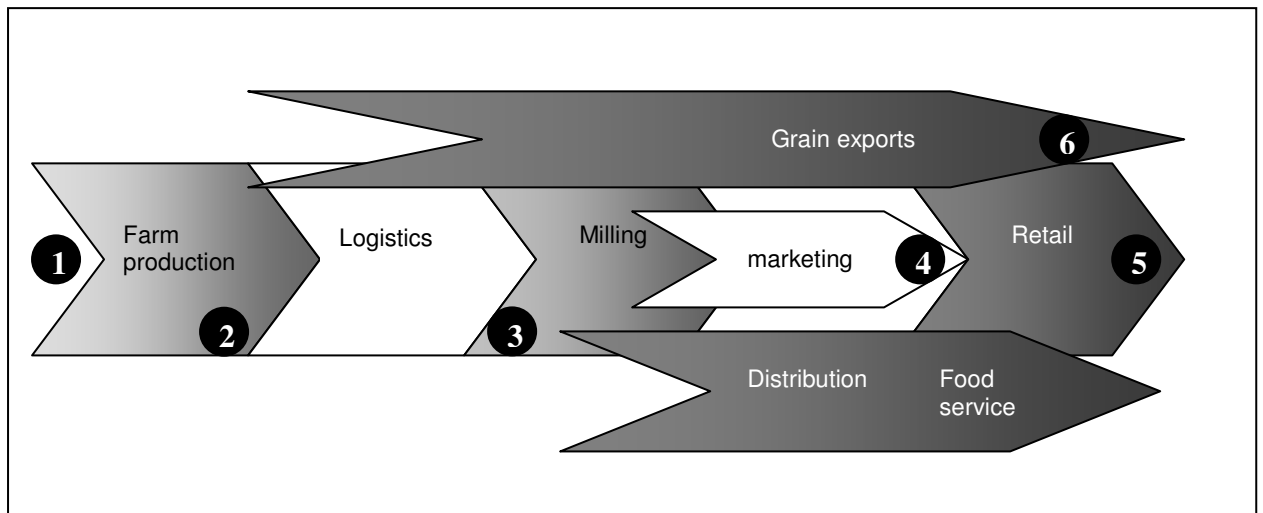 Grain exports
6
Farm
production
Logistics
Milling
marketing
Retail
1
4
5
2
3
Distribution
Food
service